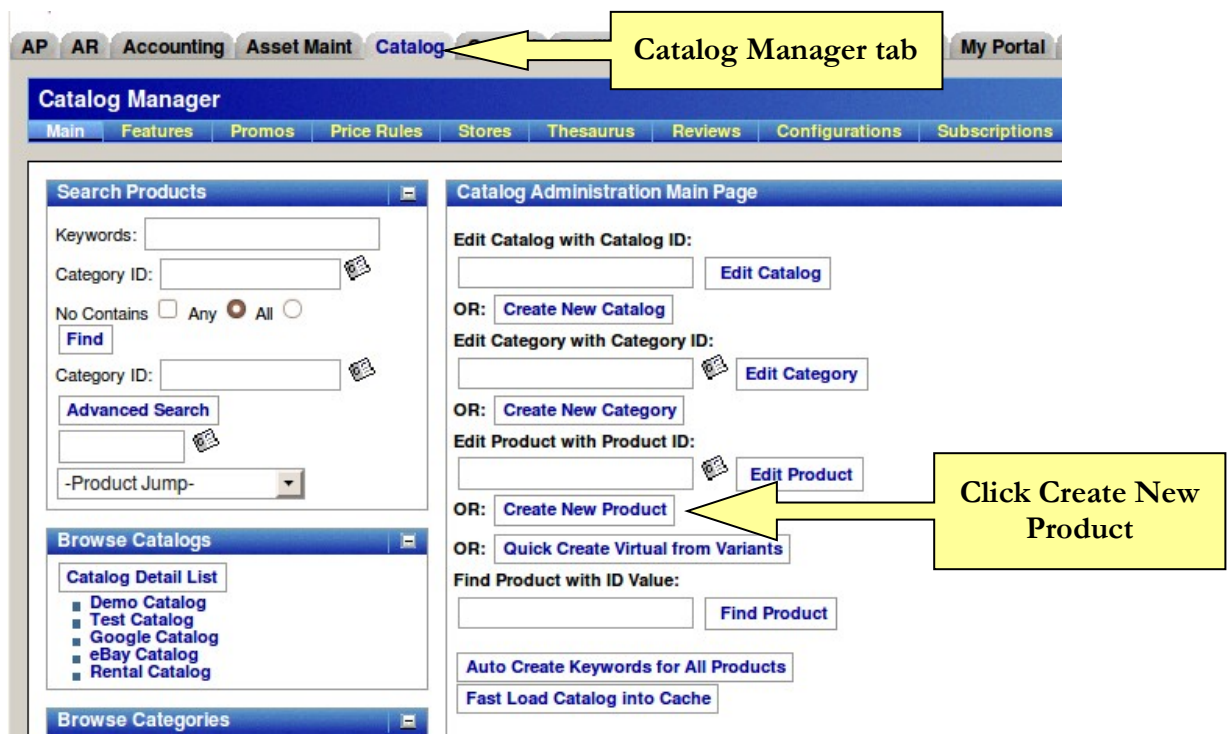 AP AR Accounting Asset Maint Catalog
Catalog Manager tab
My Portal
Catalog Manager
Main Features Promos Price Rules Stores Thesaurus Reviews Configurations Subscriptions
Search Products
Keywords:
Category ID:
No Contains Any All
Find
Category ID:
Advanced Search
-Product Jump-
Browse Catalogs
Catalog Detail List
Demo Catalog
Test Catalog
Google Catalog
eBay Catalog
Rental Catalog
Browse Categories
Catalog Administration Main Page
Edit Catalog with Catalog ID:
Edit Catalog
OR: Create New Catalog
Edit Category with Category ID:
Edit Category
OR: Create New Category
Edit Product with Product ID:
Edit Product
OR: Create New Product
OR: Quick Create Virtual from Variants
Find Product with ID Value:
Find Product
Auto Create Keywords for All Products
Fast Load Catalog into Cache
Click Create New
Product